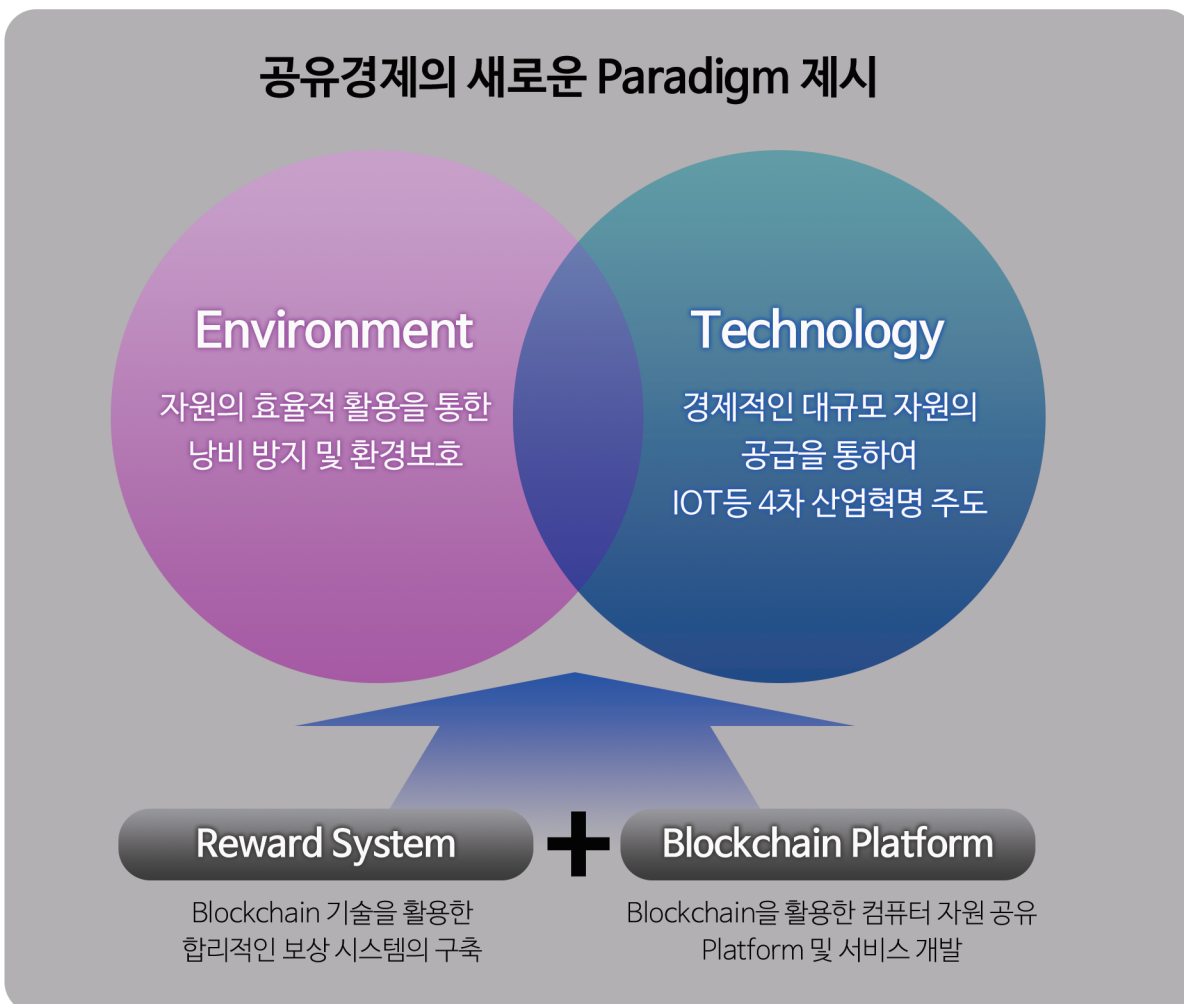 공유경제의 새로운 Paradigm 제시
Environment
자원의 효율적 활용을 통한
낭비 방지 및 환경보호
Technology
경제적인 대규모 자원의
공급을 통하여
IOT등 4차 산업혁명 주도
Reward System
+
Blockchain Platform
Blockchain 기술을 활용한
합리적인 보상 시스템의 구축
Blockchain을 활용한 컴퓨터 자원 공유
Platform 및 서비스 개발